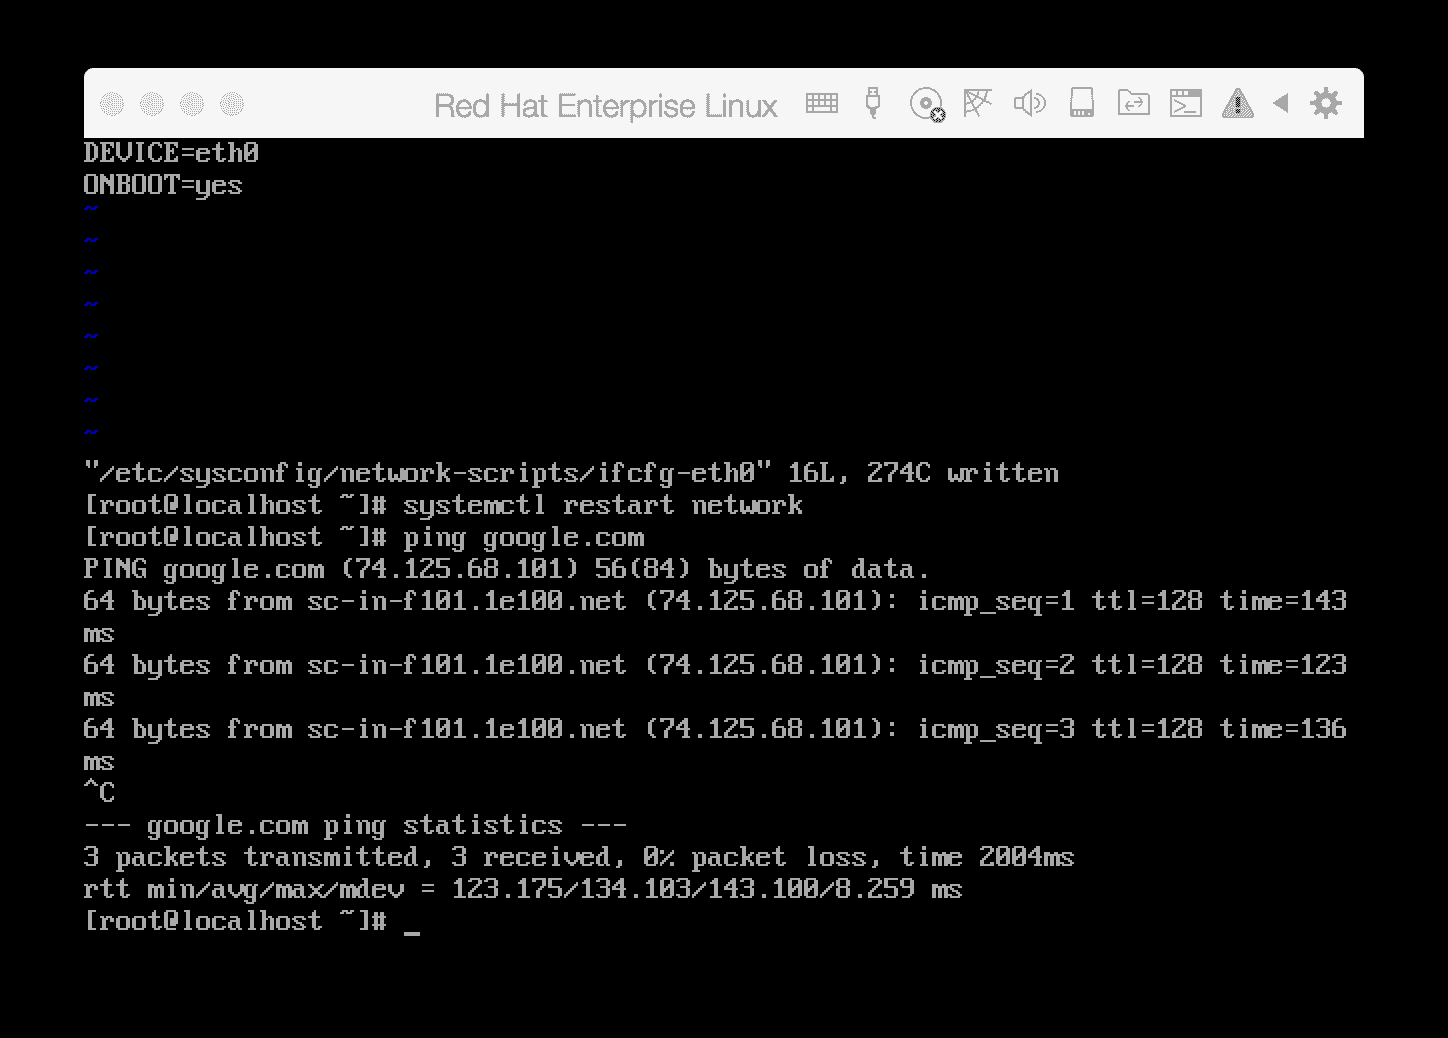 Red Hat Enterprise Linux
DEVICE=eth0
ONBOOT=yes
~
~
~
~
~
~
~
~
"/etc/sysconfig/network-scripts/ifcfg-eth0" 16L, 274C written
[root@localhost ~]# systemctl restart network
[root@localhost ~]# ping google.com
PING google.com (74.125.68.101) 56(84) bytes of data.
64 bytes from sc-in-f101.1e100.net (74.125.68.101): icmp_seq=1 ttl=128 time=143
ms
64 bytes from sc-in-f101.1e100.net (74.125.68.101): icmp_seq=2 ttl=128 time=123
ms
64 bytes from sc-in-f101.1e100.net (74.125.68.101): icmp_seq=3 ttl=128 time=136
ms
^C
--- google.com ping statistics ---
3 packets transmitted, 3 received, 0% packet loss, time 2004ms
rtt min/avg/max/mdev = 123.175/134.103/143.100/8.259 ms
[root@localhost ~]# _